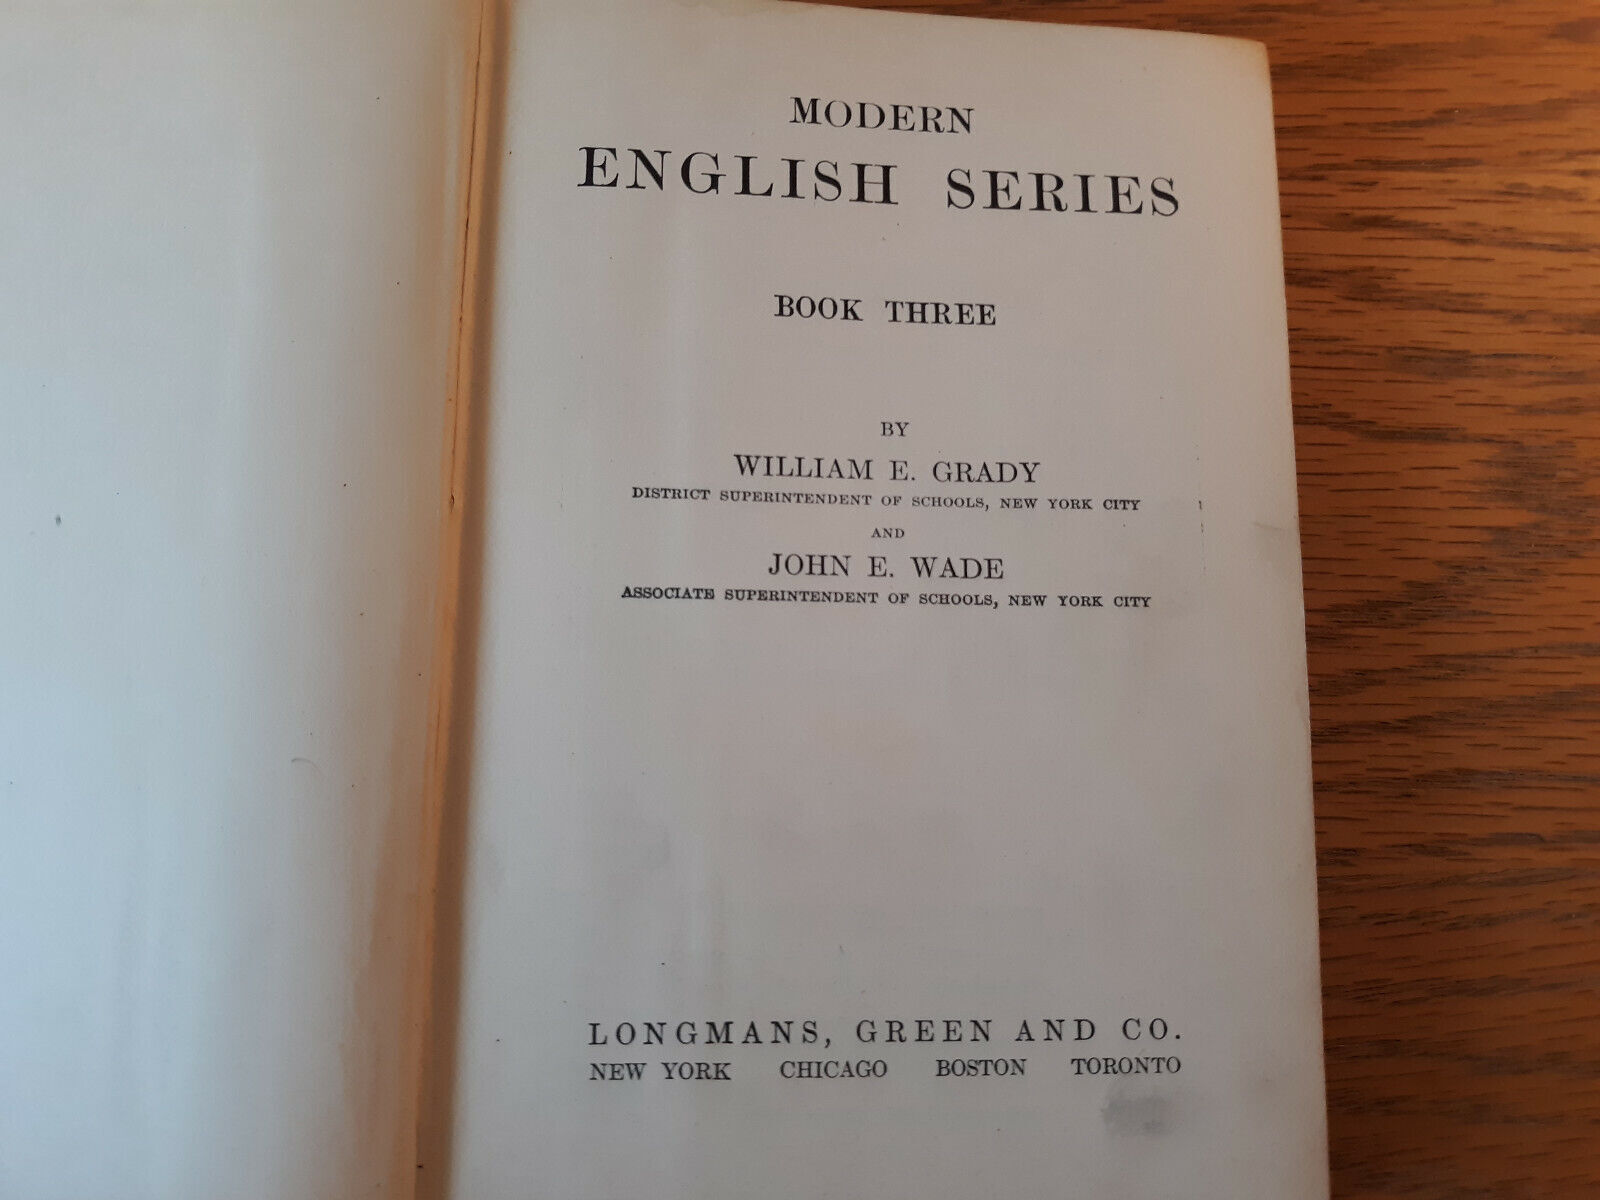 MODERN
ENGLISH SERIES
BOOK THREE
BY
WILLIAM E. GRADY
DISTRICT SUPERINTENDENT OF SCHOOLS, NEW YORK CITY
AND
JOHN E. WADE
ASSOCIATE SUPERINTENDENT OF SCHOOLS, NEW YORK CITY
LONGMANS, GREEN AND CO.
NEW YORK CHICAGO BOSTON TORONTO